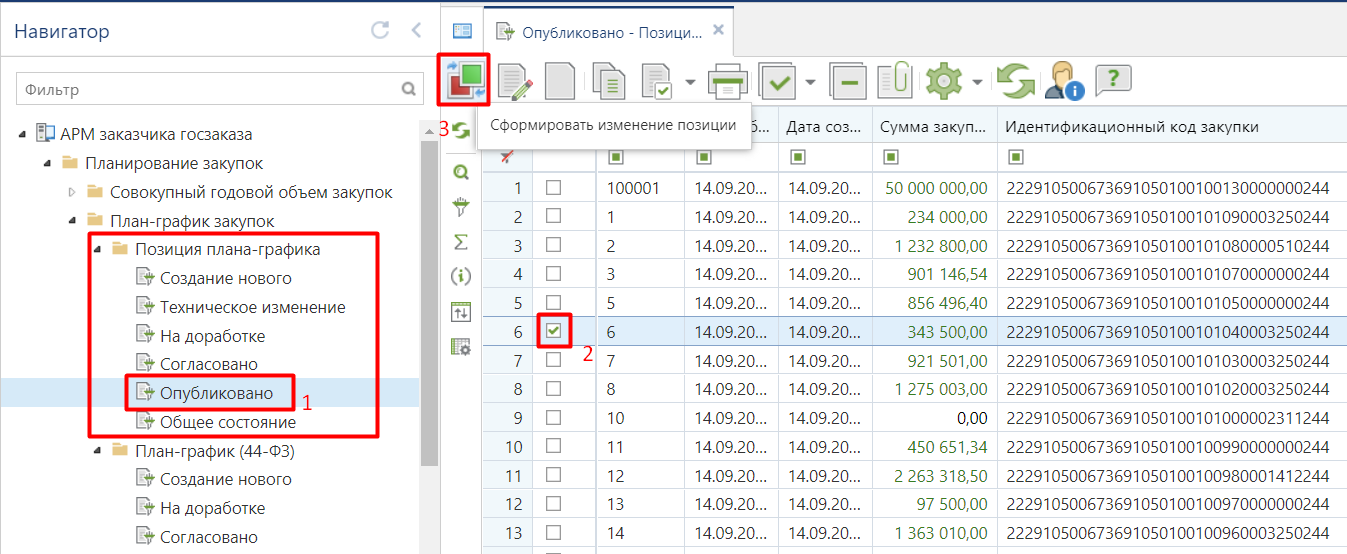 Навигатор
Фильтр
АРМ заказчика госзаказа
Планирование закупок
Совокупный годовой объем закупок
План-график закупок
Позиция плана-графика
Создание нового
Техническое изменение
На доработке
Согласовано
Опубликовано 1
Общее состояние
План-график (44-ФЗ)
Создание нового
На доработке
Согласовано
Опубликовано - Позици...
3
Сформировать изменение позиции
б... Дата соз... Сумма закуп... Идентификационный код закупки
1 100001 14.09.20... 14.09.20... 50 000 000,00 222910500673691050100100130000000244
2 1 14.09.20... 14.09.20... 234 000,00 222910500673691050100101090003250244
3 2 14.09.20... 14.09.20... 1 232 800,00 222910500673691050100101080000510244
4 3 14.09.20... 14.09.20... 901 146,54 222910500673691050100101070000000244
5 5 14.09.20... 14.09.20... 856 496,40 222910500673691050100101050000000244
6 6 14.09.20... 14.09.20... 343 500,00 222910500673691050100101040003250244
2
7 7 14.09.20... 14.09.20... 921 501,00 222910500673691050100101030003250244
8 8 14.09.20... 14.09.20... 1 275 003,00 222910500673691050100101020003250244
9 10 14.09.20... 14.09.20... 0,00 222910500673691050100101000002311244
10 11 14.09.20... 14.09.20... 450 651,34 222910500673691050100100990000000244
11 12 14.09.20... 14.09.20... 2 263 318,50 222910500673691050100100980001412244
12 13 14.09.20... 14.09.20... 97 500,00 222910500673691050100100970000000244
13 14 14.09.20... 14.09.20... 1 363 010,00 222910500673691050100100960003250244